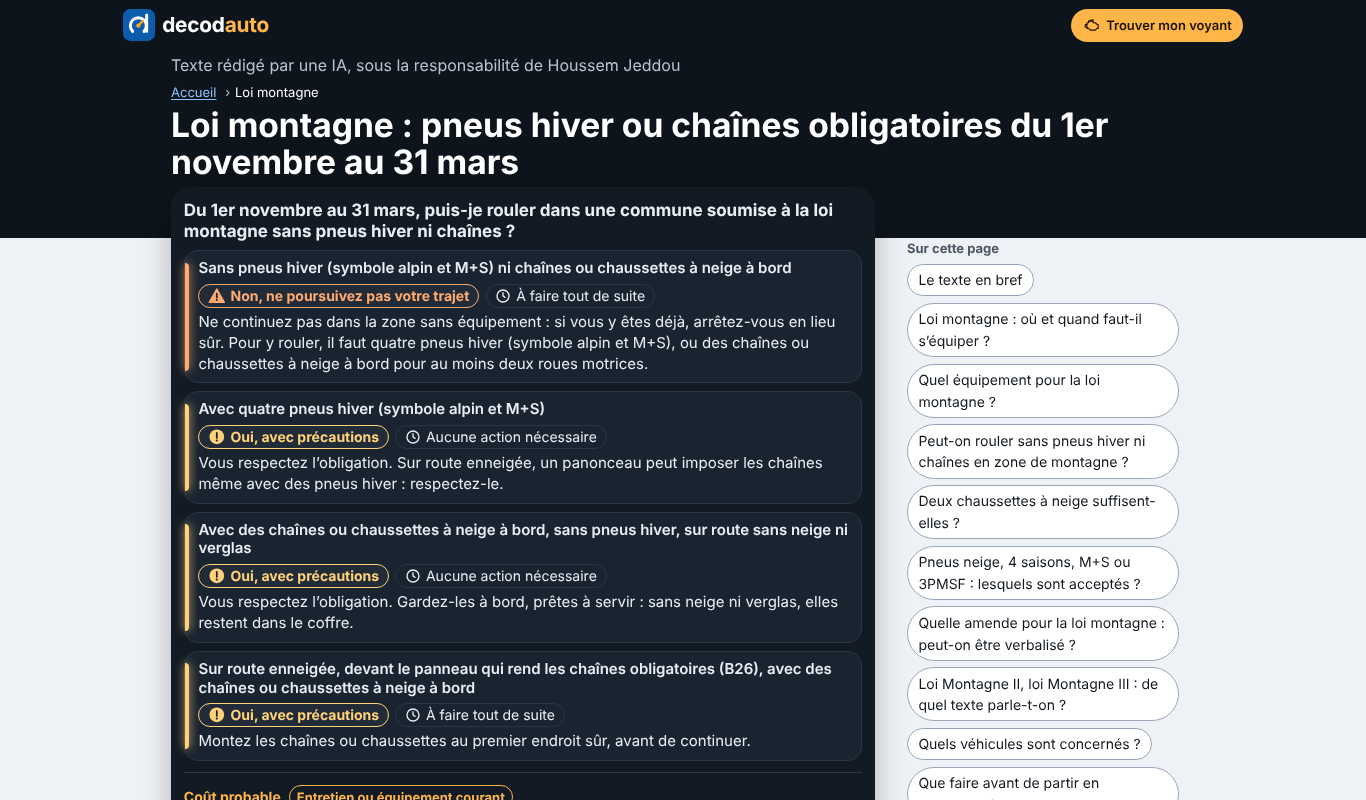 decodauto
Trouver mon voyant
Texte rédigé par une IA, sous la responsabilité de Houssem Jeddou
Accueil › Loi montagne
Loi montagne : pneus hiver ou chaînes obligatoires du 1er
novembre au 31 mars
Du 1er novembre au 31 mars, puis-je rouler dans une commune soumise à la loi
montagne sans pneus hiver ni chaînes ?
Sans pneus hiver (symbole alpin et M+S) ni chaînes ou chaussettes à neige à bord
Non, ne poursuivez pas votre trajet
À faire tout de suite
Ne continuez pas dans la zone sans équipement : si vous y êtes déjà, arrêtez-vous en lieu
sûr. Pour y rouler, il faut quatre pneus hiver (symbole alpin et M+S), ou des chaînes ou
chaussettes à neige à bord pour au moins deux roues motrices.
Avec quatre pneus hiver (symbole alpin et M+S)
Oui, avec précautions
Aucune action nécessaire
Vous respectez l’obligation. Sur route enneigée, un panonceau peut imposer les chaînes
même avec des pneus hiver : respectez-le.
Avec des chaînes ou chaussettes à neige à bord, sans pneus hiver, sur route sans neige ni
verglas
Oui, avec précautions
Aucune action nécessaire
Vous respectez l’obligation. Gardez-les à bord, prêtes à servir : sans neige ni verglas, elles
restent dans le coffre.
Sur route enneigée, devant le panneau qui rend les chaînes obligatoires (B26), avec des
chaînes ou chaussettes à neige à bord
Oui, avec précautions
À faire tout de suite
Montez les chaînes ou chaussettes au premier endroit sûr, avant de continuer.
Coût probable
Entretien ou équipement courant
Sur cette page
Le texte en bref
Loi montagne : où et quand faut-il
s’équiper ?
Quel équipement pour la loi
montagne ?
Peut-on rouler sans pneus hiver ni
chaînes en zone de montagne ?
Deux chaussettes à neige suffisent-
elles ?
Pneus neige, 4 saisons, M+S ou
3PMSF : lesquels sont acceptés ?
Quelle amende pour la loi montagne :
peut-on être verbalisé ?
Loi Montagne II, loi Montagne III : de
quel texte parle-t-on ?
Quels véhicules sont concernés ?
Que faire avant de partir en